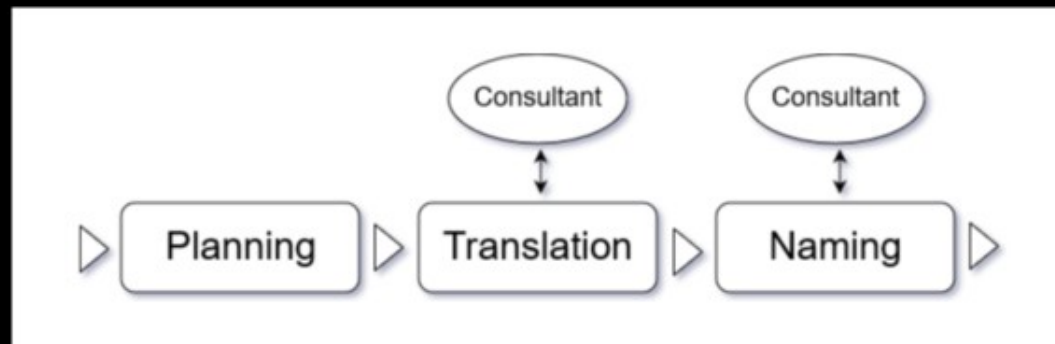 Consultant
Consultant
Planning
Translation
Naming